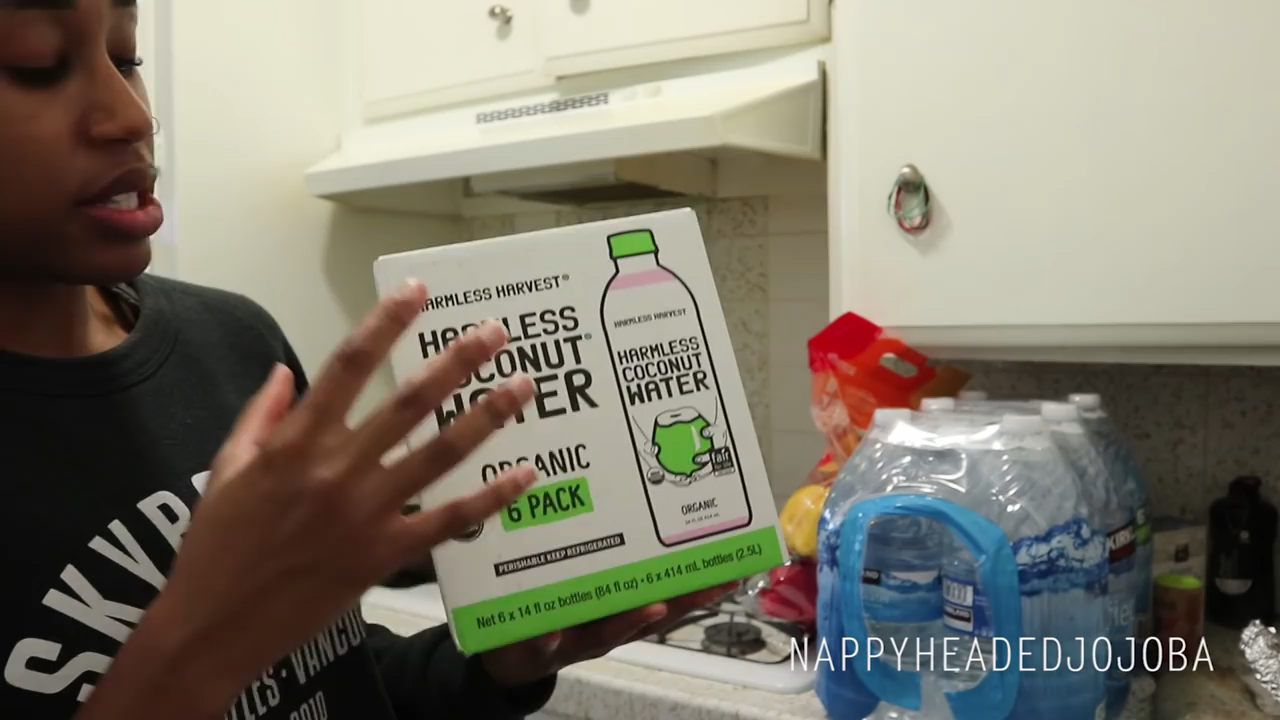 HARMLESS HARVEST®
HARMLESS
COCONUT®
WATER
ORGANIC
6 PACK
PERISHABLE KEEP REFRIGERATED
Net 6 x 14 fl oz bottles (84 fl oz) • 6 x 414 mL bottles (2.5L)
HARMLESS HARVEST
HARMLESS
COCONUT
WATER
fair
ORGANIC
NAPPYHEADEDJOJOBA